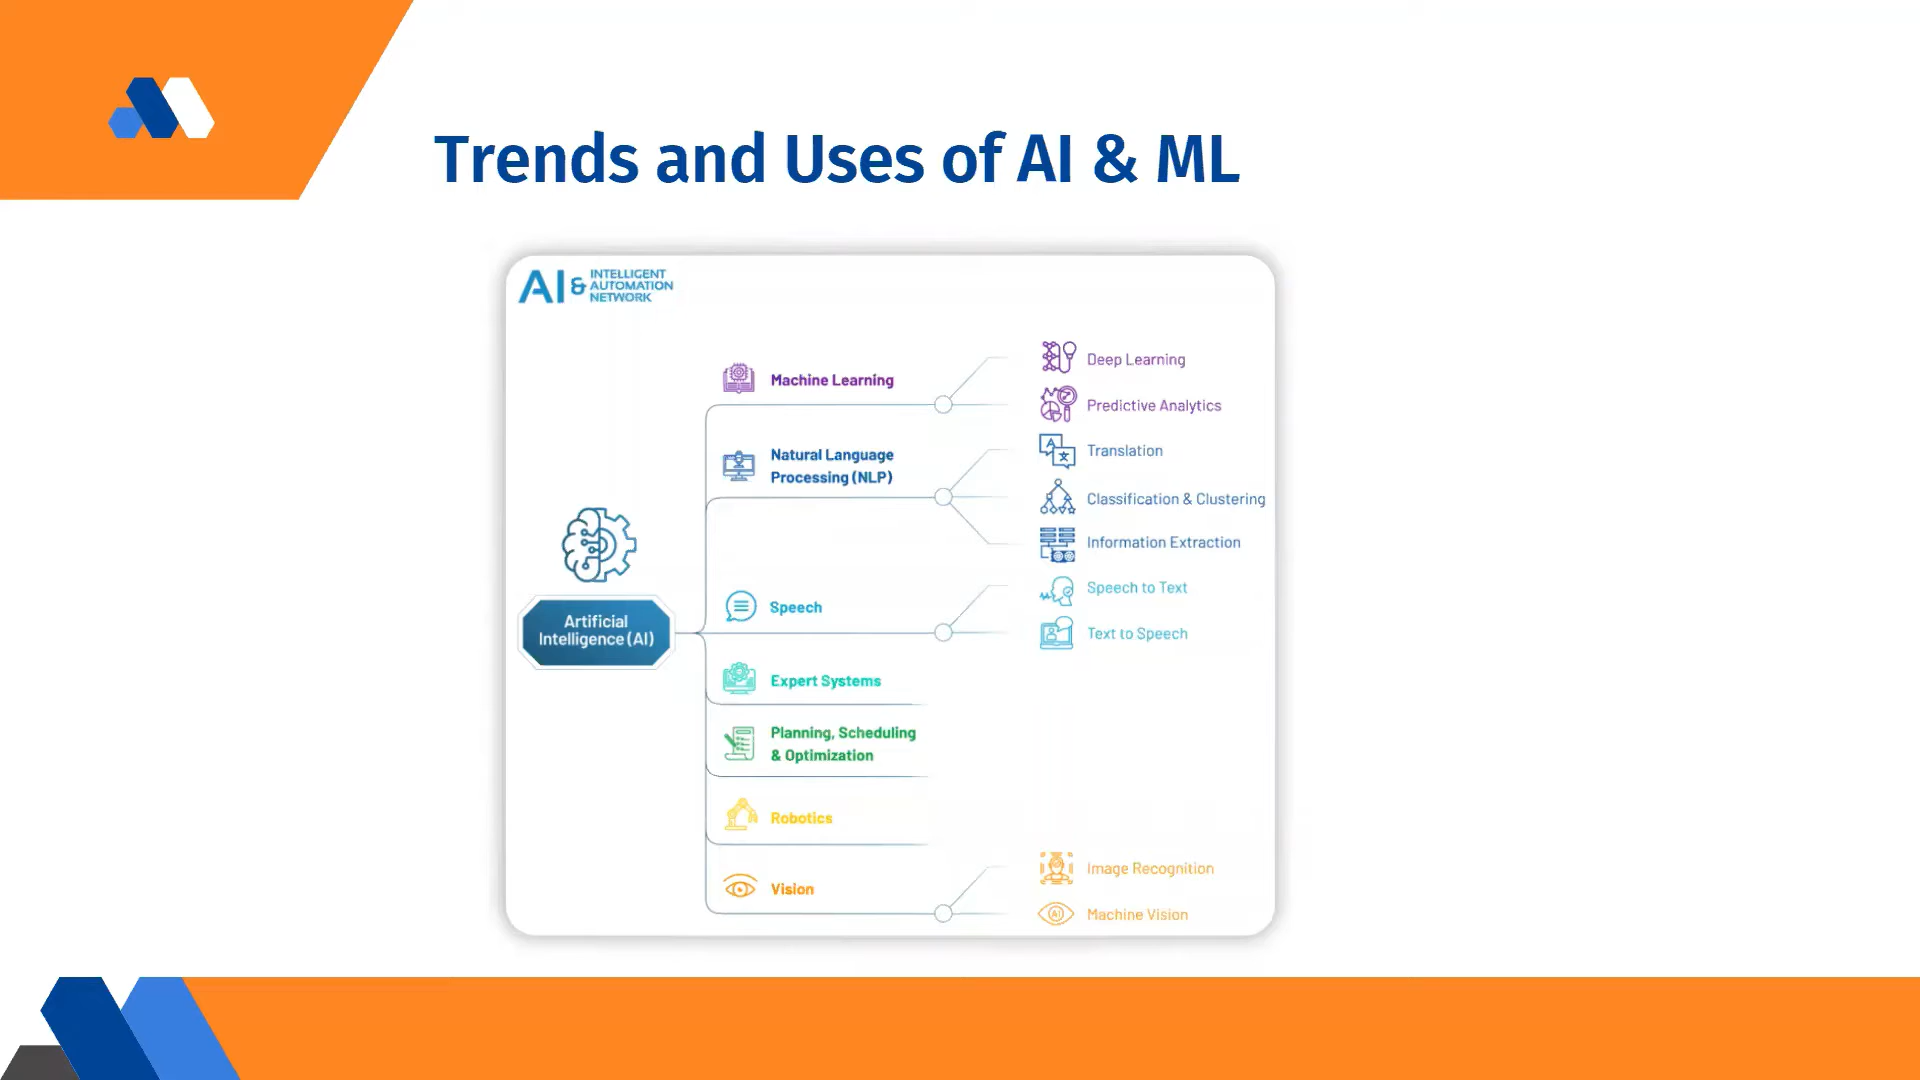 Trends and Uses of AI & ML
AI & INTELLIGENT
AUTOMATION
NETWORK
Machine Learning
Deep Learning
Predictive Analytics
Natural Language
Processing (NLP)
Translation
Classification & Clustering
Information Extraction
Artificial
Intelligence (AI)
Speech
Speech to Text
Text to Speech
Expert Systems
Planning, Scheduling
& Optimization
Robotics
Vision
Image Recognition
Machine Vision